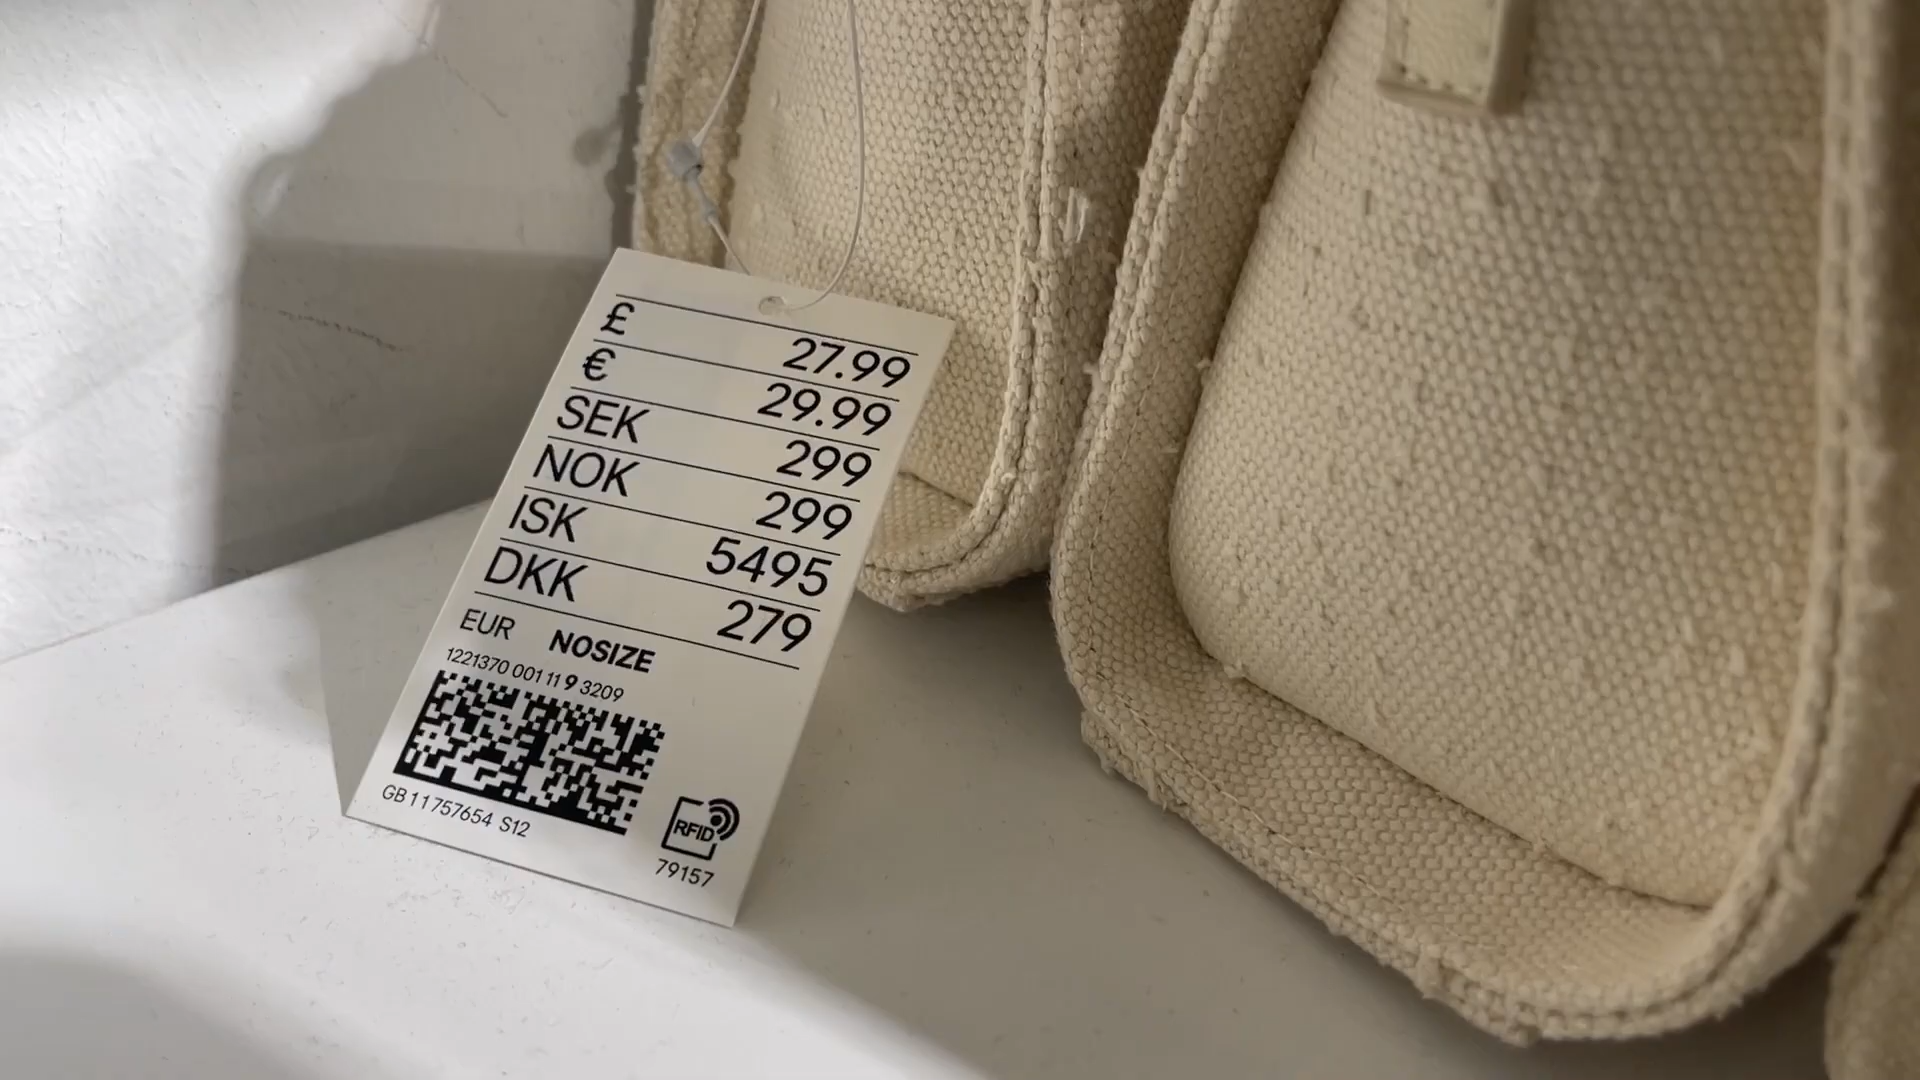 £ 27.99
€ 29.99
SEK 299
NOK 299
ISK 5495
DKK 279
EUR NOSIZE
1221370 001 11 9 3209
GB 11757654 S12
RFID
79157